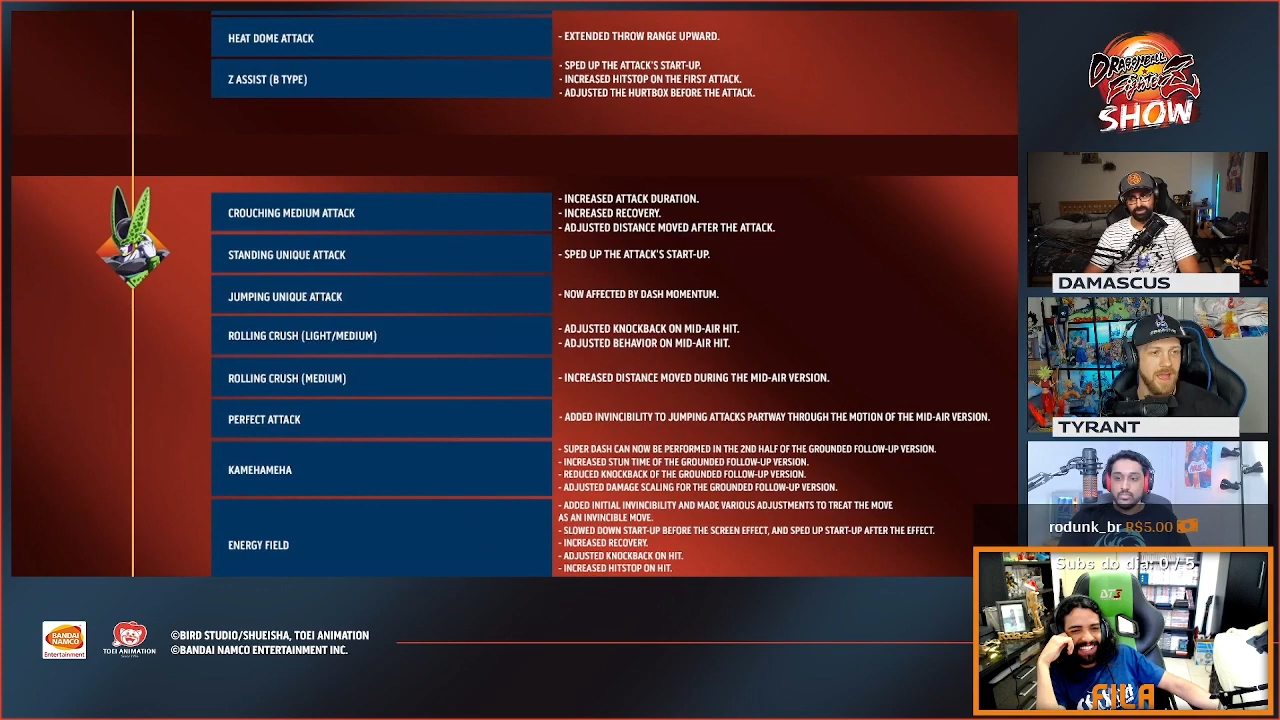 HEAT DOME ATTACK
- EXTENDED THROW RANGE UPWARD.
Z ASSIST (B TYPE)
- SPED UP THE ATTACK'S START-UP.
- INCREASED HITSTOP ON THE FIRST ATTACK.
- ADJUSTED THE HURTBOX BEFORE THE ATTACK.
CROUCHING MEDIUM ATTACK
- INCREASED ATTACK DURATION.
- INCREASED RECOVERY.
- ADJUSTED DISTANCE MOVED AFTER THE ATTACK.
STANDING UNIQUE ATTACK
- SPED UP THE ATTACK'S START-UP.
JUMPING UNIQUE ATTACK
- NOW AFFECTED BY DASH MOMENTUM.
ROLLING CRUSH (LIGHT/MEDIUM)
- ADJUSTED KNOCKBACK ON MID-AIR HIT.
- ADJUSTED BEHAVIOR ON MID-AIR HIT.
ROLLING CRUSH (MEDIUM)
- INCREASED DISTANCE MOVED DURING THE MID-AIR VERSION.
PERFECT ATTACK
- ADDED INVINCIBILITY TO JUMPING ATTACKS PARTWAY THROUGH THE MOTION OF THE MID-AIR VERSION.
KAMEHAMEHA
- SUPER DASH CAN NOW BE PERFORMED IN THE 2ND HALF OF THE GROUNDED FOLLOW-UP VERSION.
- INCREASED STUN TIME OF THE GROUNDED FOLLOW-UP VERSION.
- REDUCED KNOCKBACK OF THE GROUNDED FOLLOW-UP VERSION.
- ADJUSTED DAMAGE SCALING FOR THE GROUNDED FOLLOW-UP VERSION.
ENERGY FIELD
- ADDED INITIAL INVINCIBILITY AND MADE VARIOUS ADJUSTMENTS TO TREAT THE MOVE
AS AN INVINCIBLE MOVE.
- SLOWED DOWN START-UP BEFORE THE SCREEN EFFECT, AND SPED UP START-UP AFTER THE EFFECT.
- INCREASED RECOVERY.
- ADJUSTED KNOCKBACK ON HIT.
- INCREASED HITSTOP ON HIT.
BANDAI
NAMCO
Entertainment
TOEI ANIMATION
©BIRD STUDIO/SHUEISHA, TOEI ANIMATION
©BANDAI NAMCO ENTERTAINMENT INC.
DRAGONBALL
FighterZ
SHOW
DAMASCUS
TYRANT
rodunk_br R$5.00
Subs do dia: 0 / 5
FILA